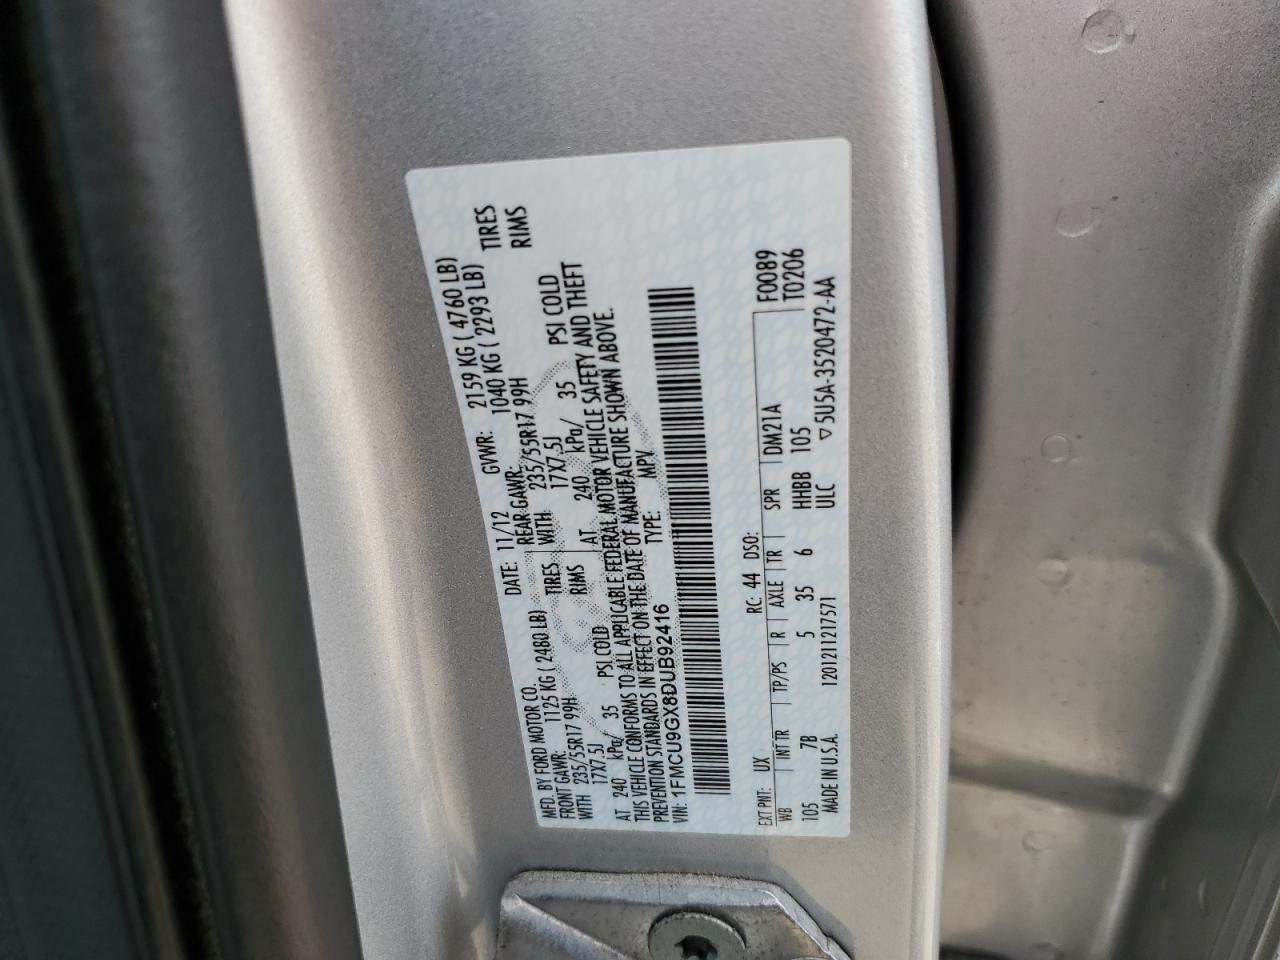 MFD. BY FORD MOTOR CO.
DATE: 11/12 GVWR: 2159 KG ( 4760 LB)
FRONT GAWR: 1125 KG ( 2480 LB) REAR GAWR: 1040 KG ( 2293 LB)
WITH 235/55R17 99H TIRES WITH 235/55R17 99H TIRES
17X7.5J RIMS 17X7.5J RIMS
AT 240 kPa/ 35 PSI COLD AT 240 kPa/ 35 PSI COLD
THIS VEHICLE CONFORMS TO ALL APPLICABLE FEDERAL MOTOR VEHICLE SAFETY AND THEFT
PREVENTION STANDARDS IN EFFECT ON THE DATE OF MANUFACTURE SHOWN ABOVE.
VIN: 1FMCU9GX8DUB92416 TYPE: MPV
EXT PNT: UX RC: 44 DSO: F0089
WB INT TR TP/PS R AXLE TR SPR DM21A T0206
105 7B 5 35 6 HHBB 105
MADE IN U.S.A. 1201211217571 ULC ▽5U5A-3520472-AA